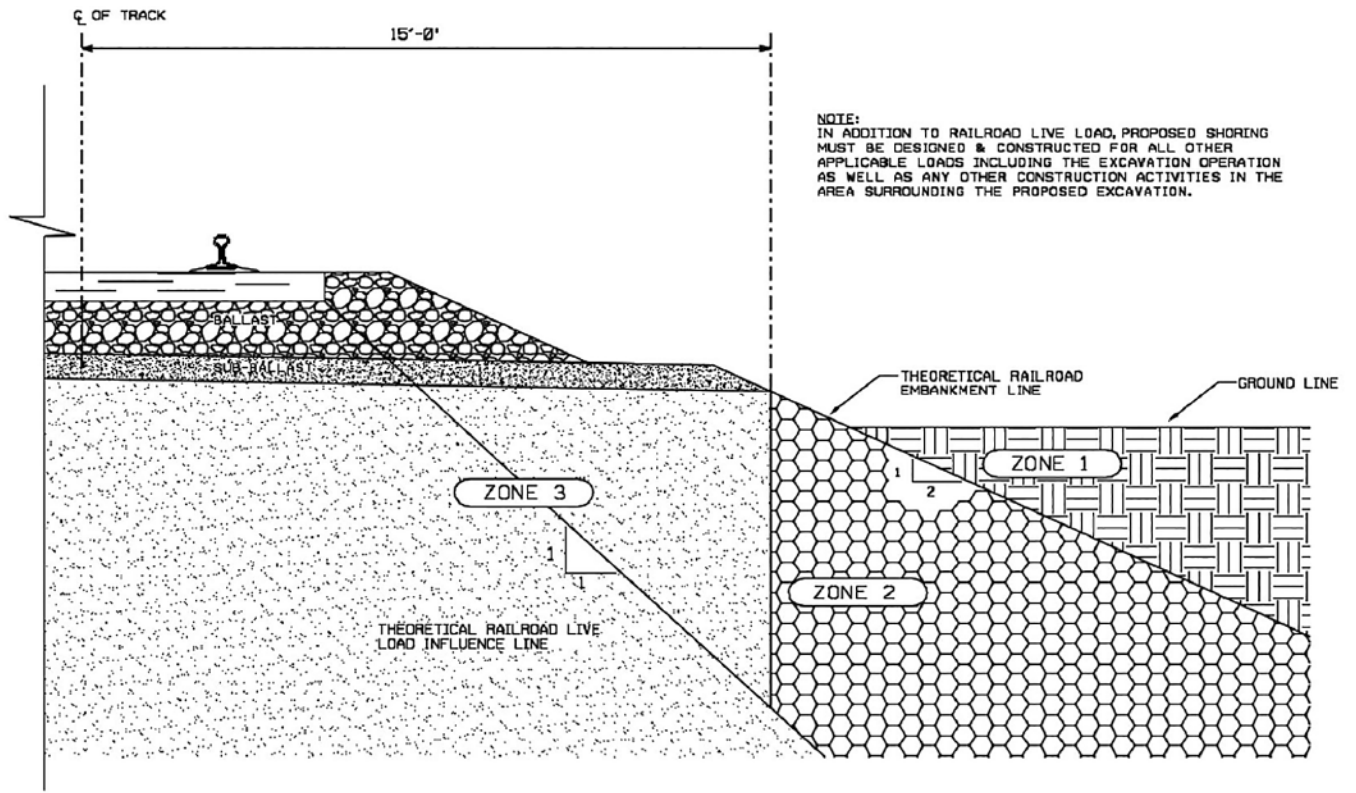 ℄ OF TRACK
15'-0"
NOTE:
IN ADDITION TO RAILROAD LIVE LOAD, PROPOSED SHORING
MUST BE DESIGNED & CONSTRUCTED FOR ALL OTHER
APPLICABLE LOADS INCLUDING THE EXCAVATION OPERATION
AS WELL AS ANY OTHER CONSTRUCTION ACTIVITIES IN THE
AREA SURROUNDING THE PROPOSED EXCAVATION.
BALLAST
SUB-BALLAST
THEORETICAL RAILROAD
EMBANKMENT LINE
GROUND LINE
ZONE 1
1
2
ZONE 3
1
1
ZONE 2
THEORETICAL RAILROAD LIVE
LOAD INFLUENCE LINE